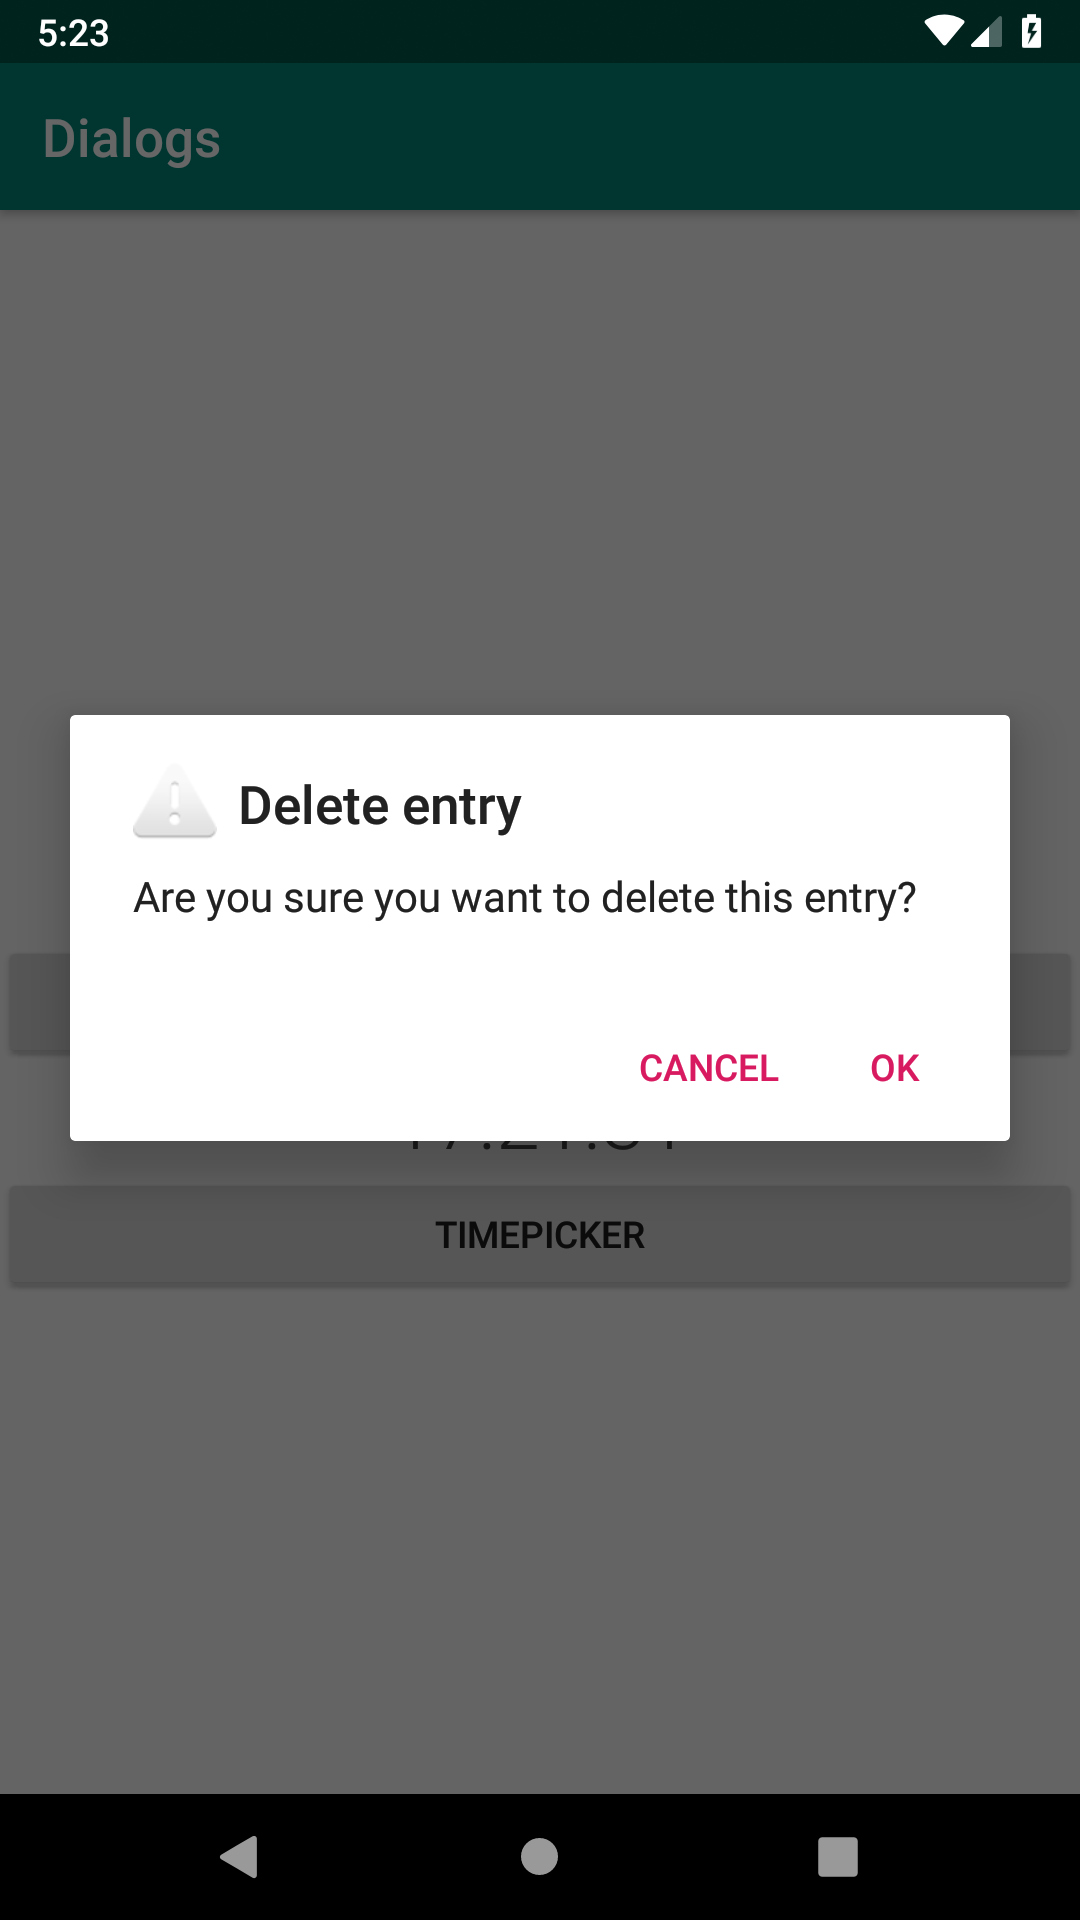 5:23
Dialogs
Delete entry
Are you sure you want to delete this entry?
CANCEL OK
TIMEPICKER